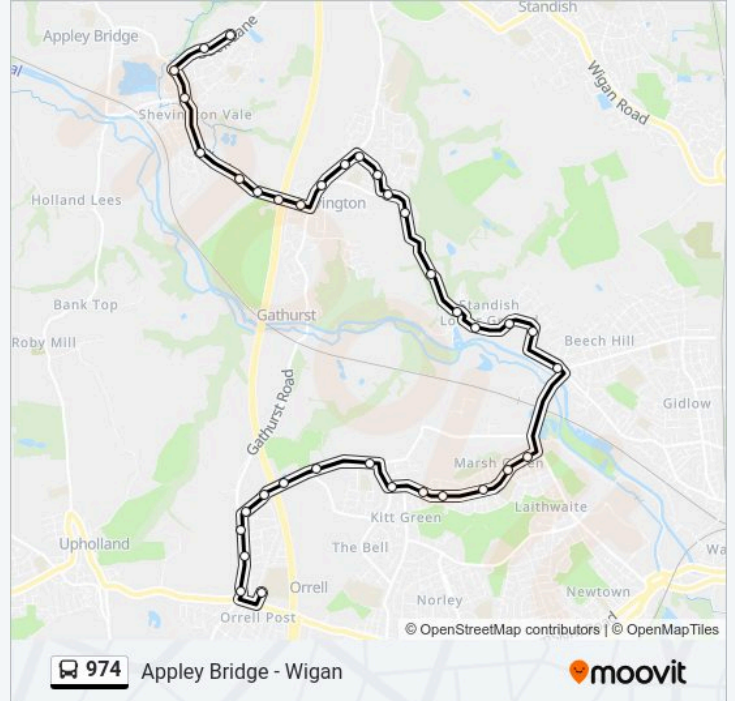 Standish
Appley Bridge
Lane
Wigan Road
Shevington Vale
Holland Lees
Bank Top
Gathurst
Standish
Roby Mill
Beech Hill
Gathurst Road
Gidlow
Marsh Green
Kitt Green
Laithwaite
Upholland
The Bell
Orrell
Norley
Newtown
Orrell Post
© OpenStreetMap contributors | © OpenMapTiles
974 Appley Bridge - Wigan
moovit